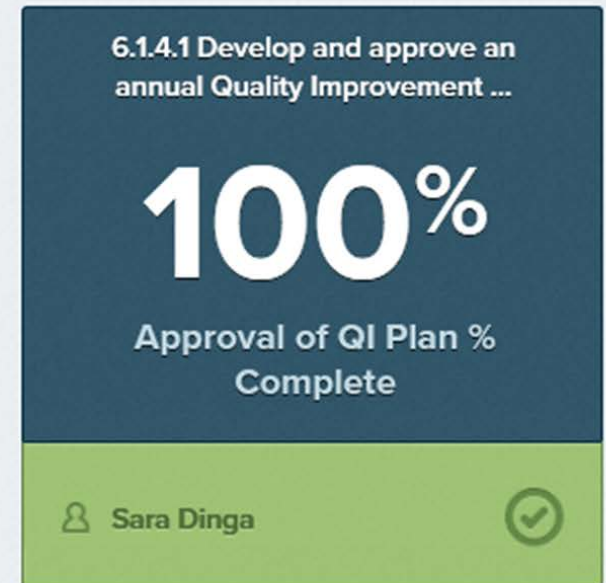 6.1.4.1 Develop and approve an
annual Quality Improvement ...
100%
Approval of QI Plan %
Complete
Sara Dinga